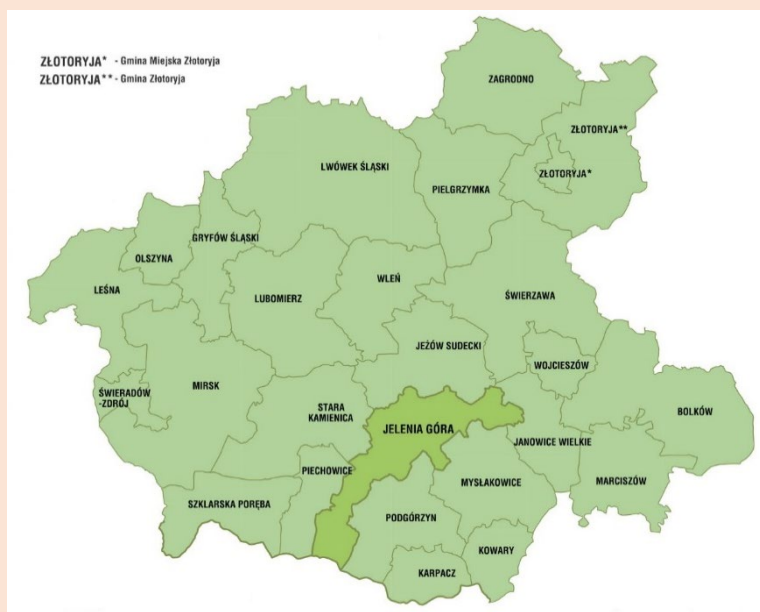 ZŁOTORYJA* - Gmina Miejska Złotoryja
ZŁOTORYJA** - Gmina Złotoryja
ZAGRODNO
ZŁOTORYJA**
LWÓWEK ŚLĄSKI
ZŁOTORYJA*
PIELGRZYMKA
GRYFÓW ŚLĄSKI
OLSZYNA
WLEŃ
LEŚNA
LUBOMIERZ
ŚWIERZAWA
JEŻÓW SUDECKI
WOJCIESZÓW
MIRSK
ŚWIERADÓW
-ZDRÓJ
STARA
KAMIENICA
BOLKÓW
JELENIA GÓRA
JANOWICE WIELKIE
PIECHOWICE
MYSŁAKOWICE
MARCISZÓW
SZKLARSKA PORĘBA
PODGÓRZYN
KOWARY
KARPACZ